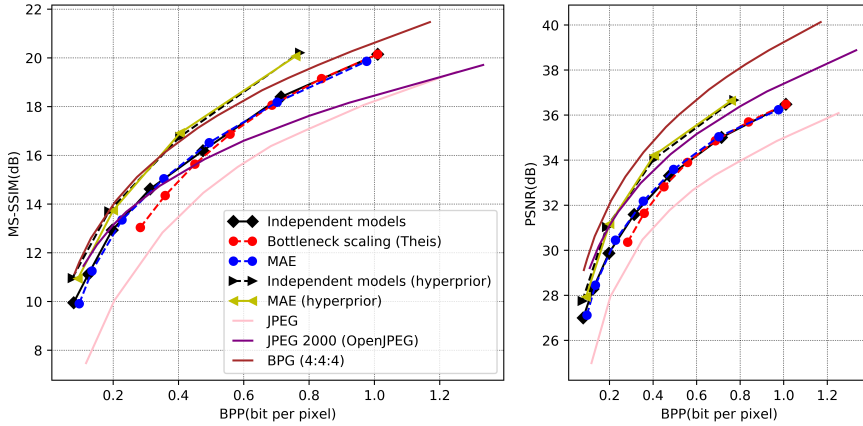 MS-SSIM(dB)
22
20
18
16
14
12
10
8
0.2 0.4 0.6 0.8 1.0 1.2
BPP(bit per pixel)
Independent models
Bottleneck scaling (Theis)
MAE
Independent models (hyperprior)
MAE (hyperprior)
JPEG
JPEG 2000 (OpenJPEG)
BPG (4:4:4)
PSNR(dB)
40
38
36
34
32
30
28
26
0.2 0.4 0.6 0.8 1.0 1.2
BPP(bit per pixel)